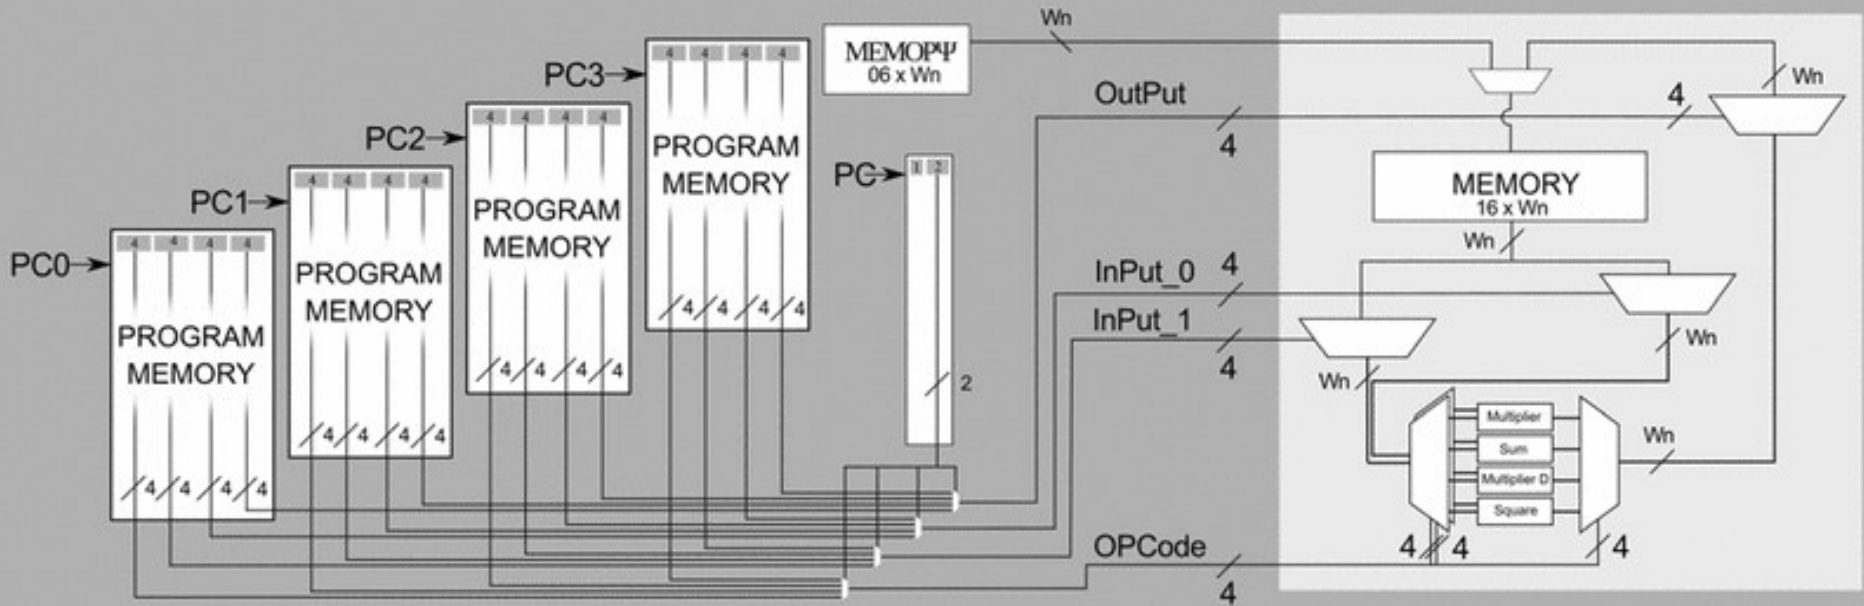 PC0
4 4 4 4
PROGRAM
MEMORY
4 4 4 4
PC1
4 4 4 4
PROGRAM
MEMORY
4 4 4 4
PC2
4 4 4 4
PROGRAM
MEMORY
4 4 4 4
PC3
4 4 4 4
PROGRAM
MEMORY
4 4 4 4
ΜΕΜΟΡΨ
06 x Wn
Wn
PC
1 2
2
OutPut
4
InPut_0
4
InPut_1
4
OPCode
4
Wn
4
MEMORY
16 x Wn
Wn
Wn
Wn
Multiplier
Sum
Multiplier D
Square
Wn
4 4
4